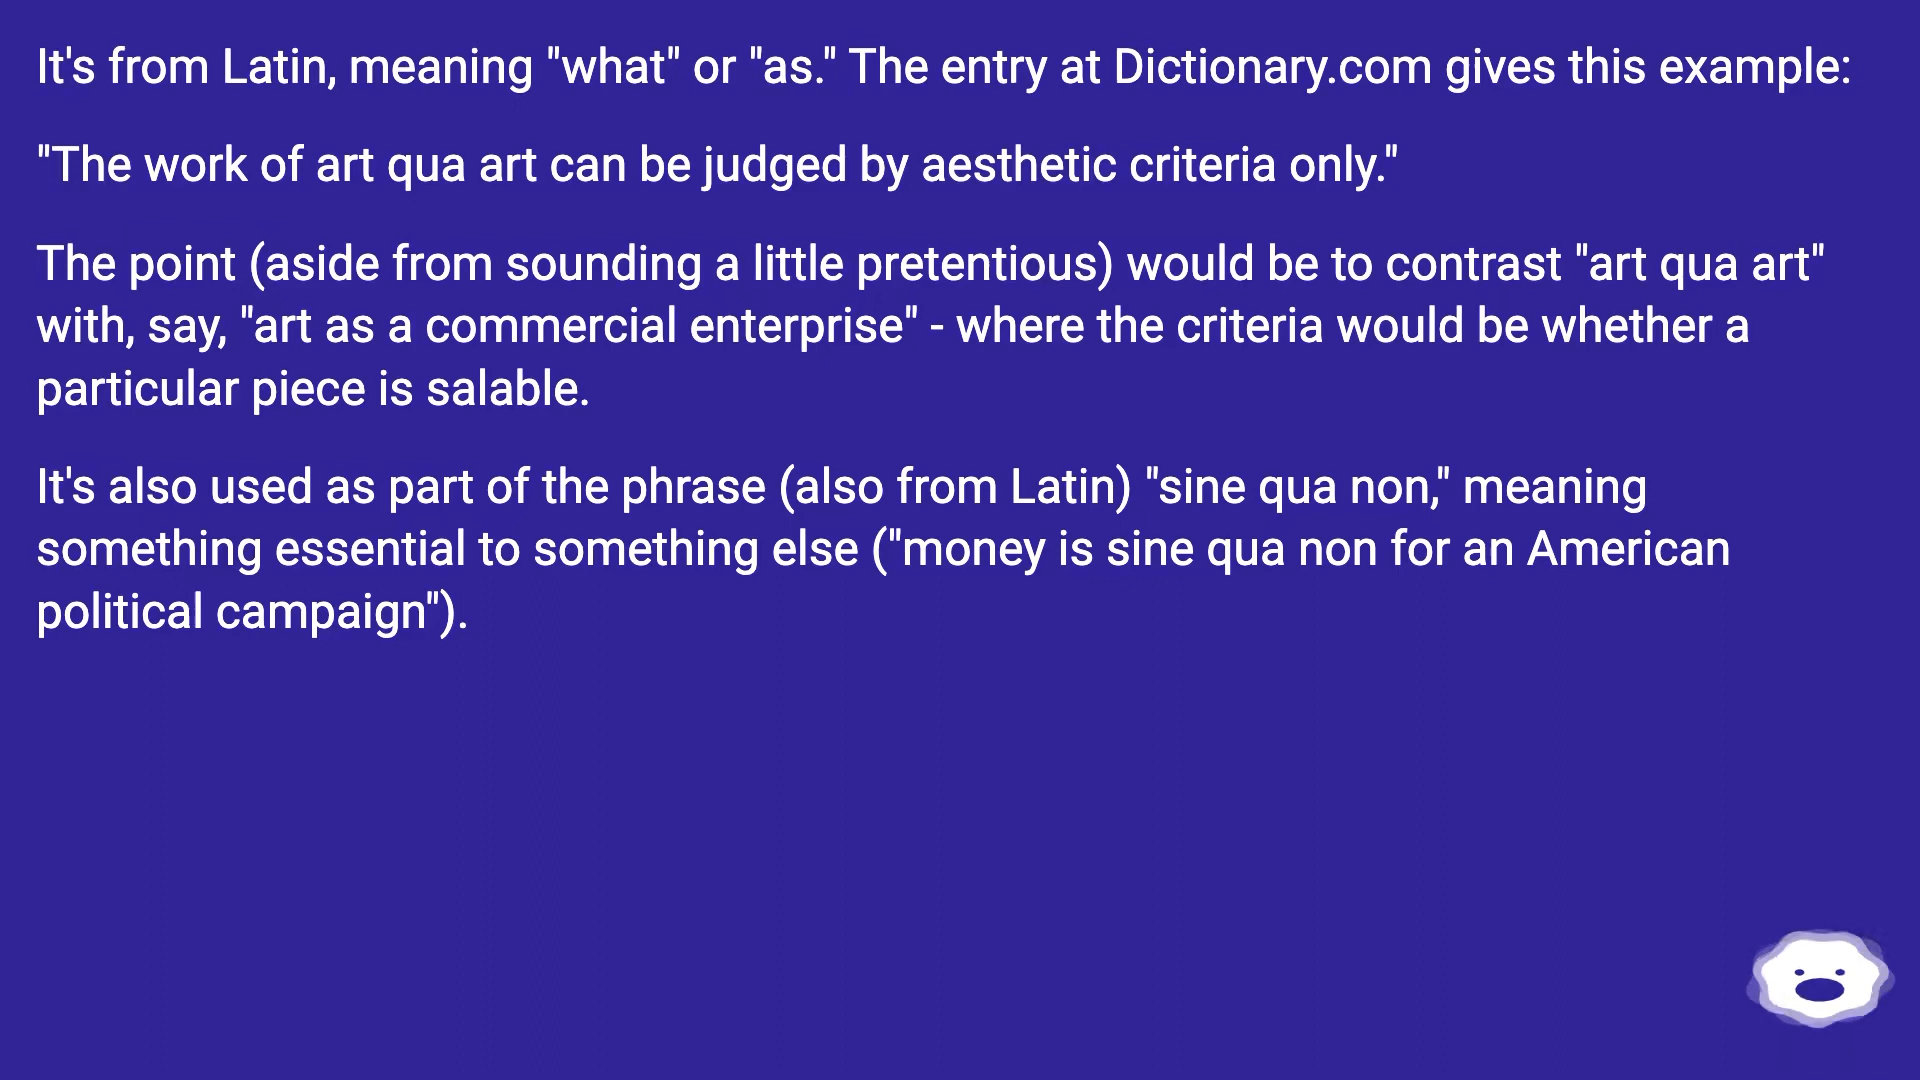 It's from Latin, meaning "what" or "as." The entry at Dictionary.com gives this example:
"The work of art qua art can be judged by aesthetic criteria only."
The point (aside from sounding a little pretentious) would be to contrast "art qua art"
with, say, "art as a commercial enterprise" - where the criteria would be whether a
particular piece is salable.
It's also used as part of the phrase (also from Latin) "sine qua non," meaning
something essential to something else ("money is sine qua non for an American
political campaign").